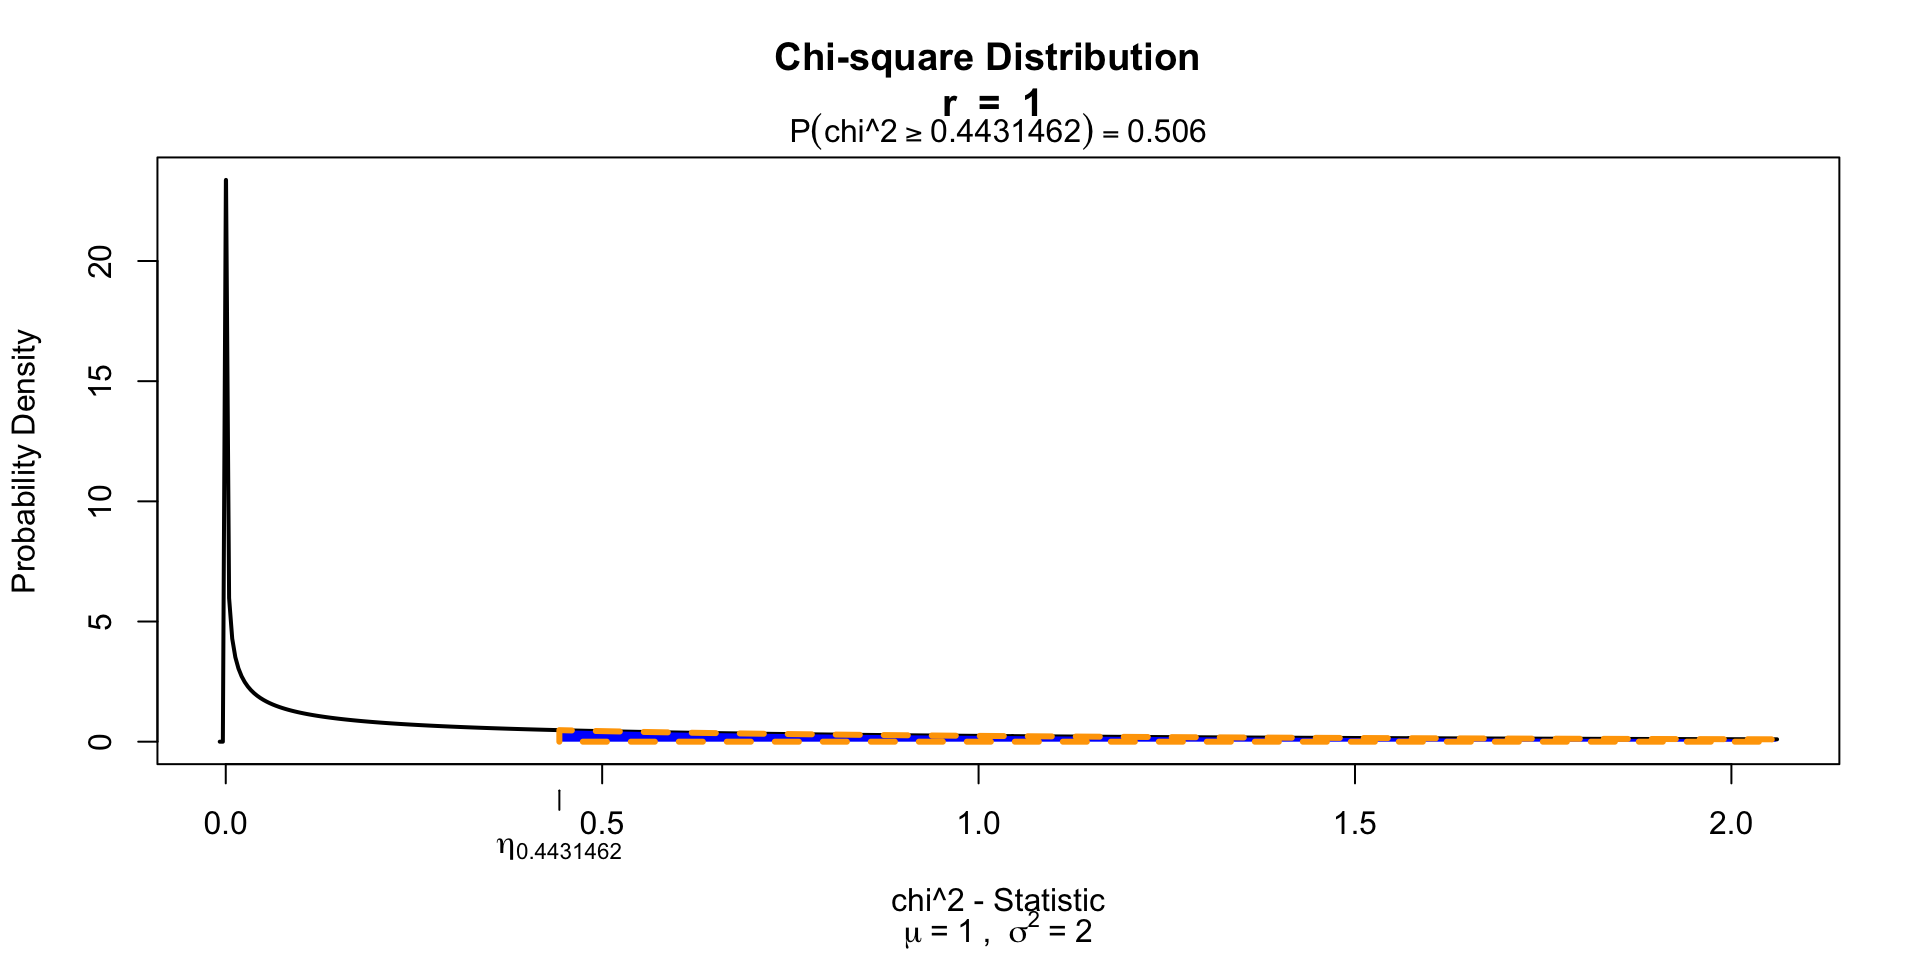 Chi-square Distribution
r = 1
P(chi^2 ≥ 0.4431462) = 0.506
Probability Density
20
15
10
5
0
0.0 0.5 1.0 1.5 2.0
η0.4431462
chi^2 - Statistic
μ = 1 , σ2 = 2